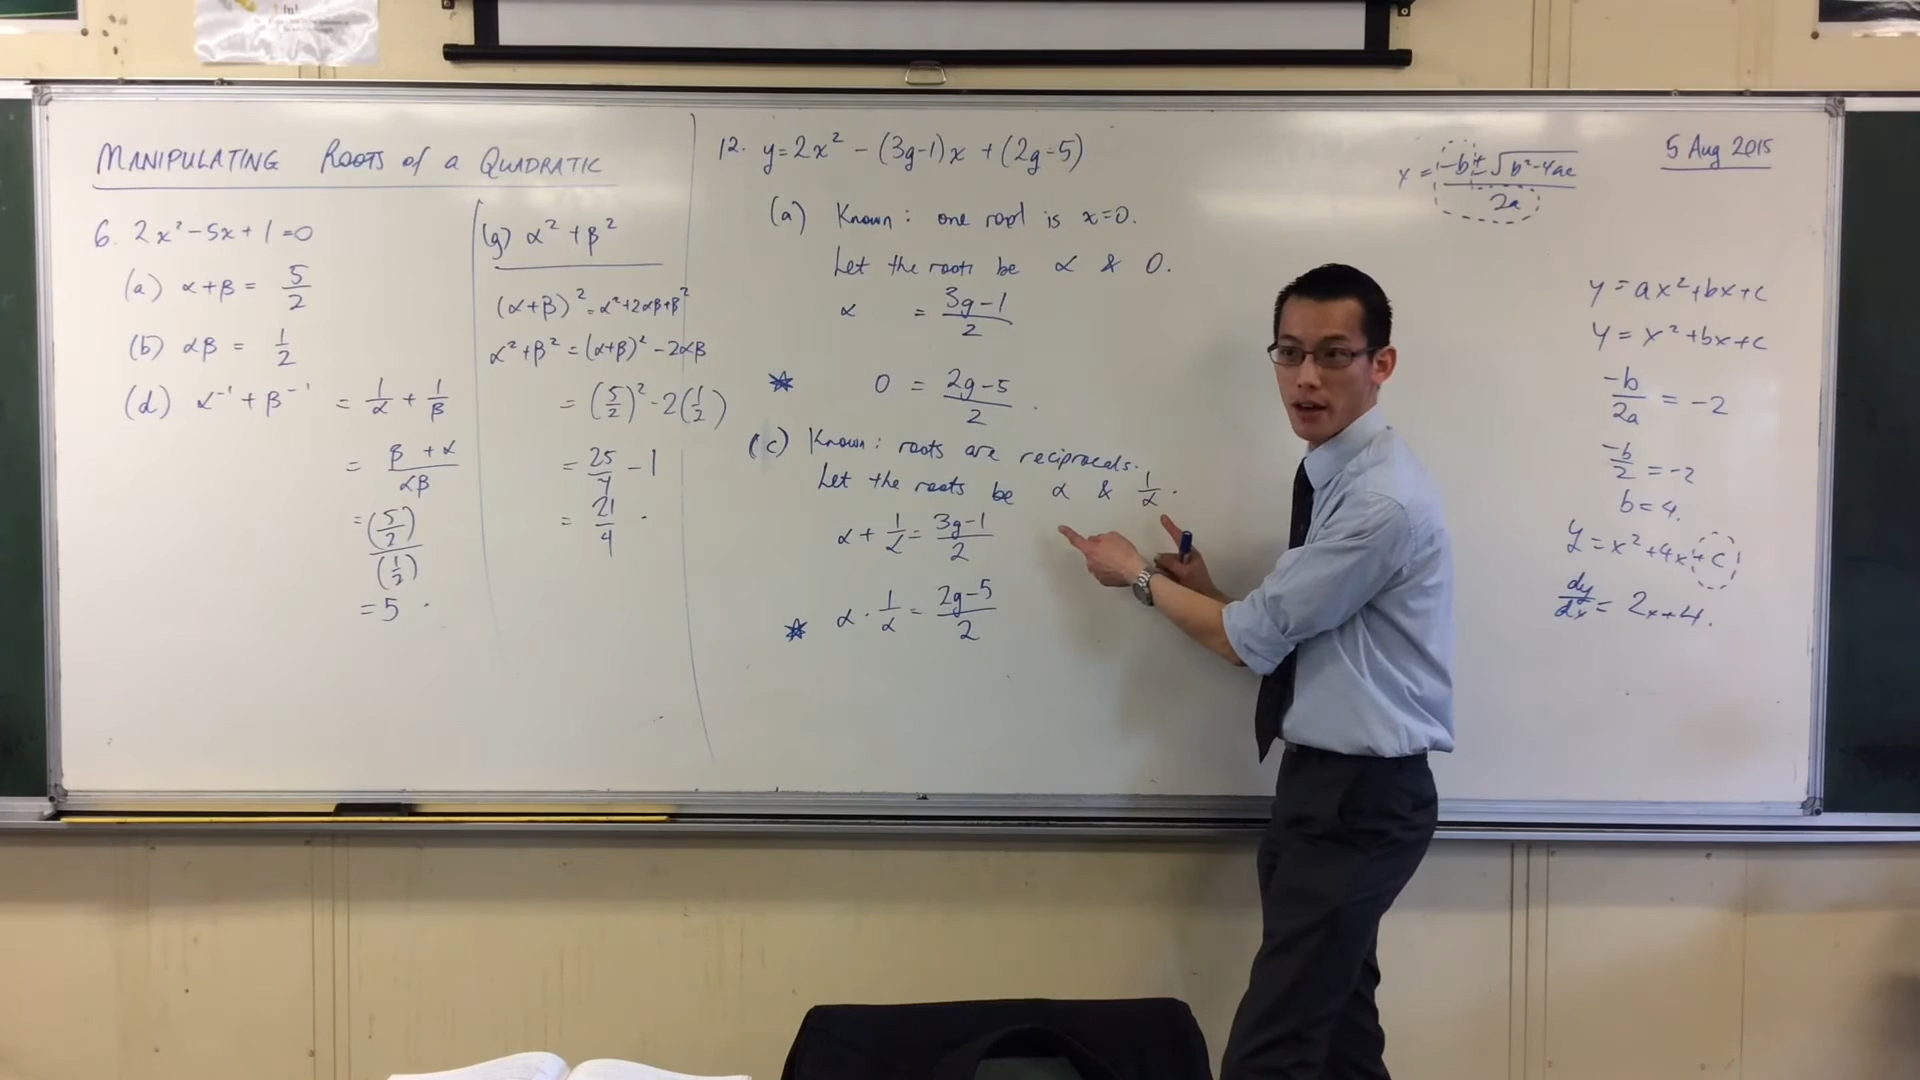 MANIPULATING ROOTS of a QUADRATIC
6. 2x² - 5x + 1 = 0
(a) α+β = 5/2
(b) αβ = 1/2
(d) α⁻¹ + β⁻¹ = 1/α + 1/β
= (β + α)/(αβ)
= (5/2)/(1/2)
= 5.
(g) α² + β²
(α+β)² = α²+2αβ+β²
α²+β² = (α+β)² - 2αβ
= (5/2)² - 2(1/2)
= 25/4 - 1
= 21/4.
12. y = 2x² - (3g-1)x + (2g-5)
(a) Known: one root is x=0.
Let the roots be α & 0.
α = (3g-1)/2
★ 0 = (2g-5)/2.
(c) Known: roots are reciprocals.
Let the roots be α & 1/α.
α + 1/α = (3g-1)/2
★ α · 1/α = (2g-5)/2
x = (-b ± √(b²-4ac))/(2a)
5 Aug 2015
y = ax²+bx+c
y = x²+bx+c
-b/2a = -2
-b/2 = -2
b = 4.
y = x²+4x+c
dy/dx = 2x+4.